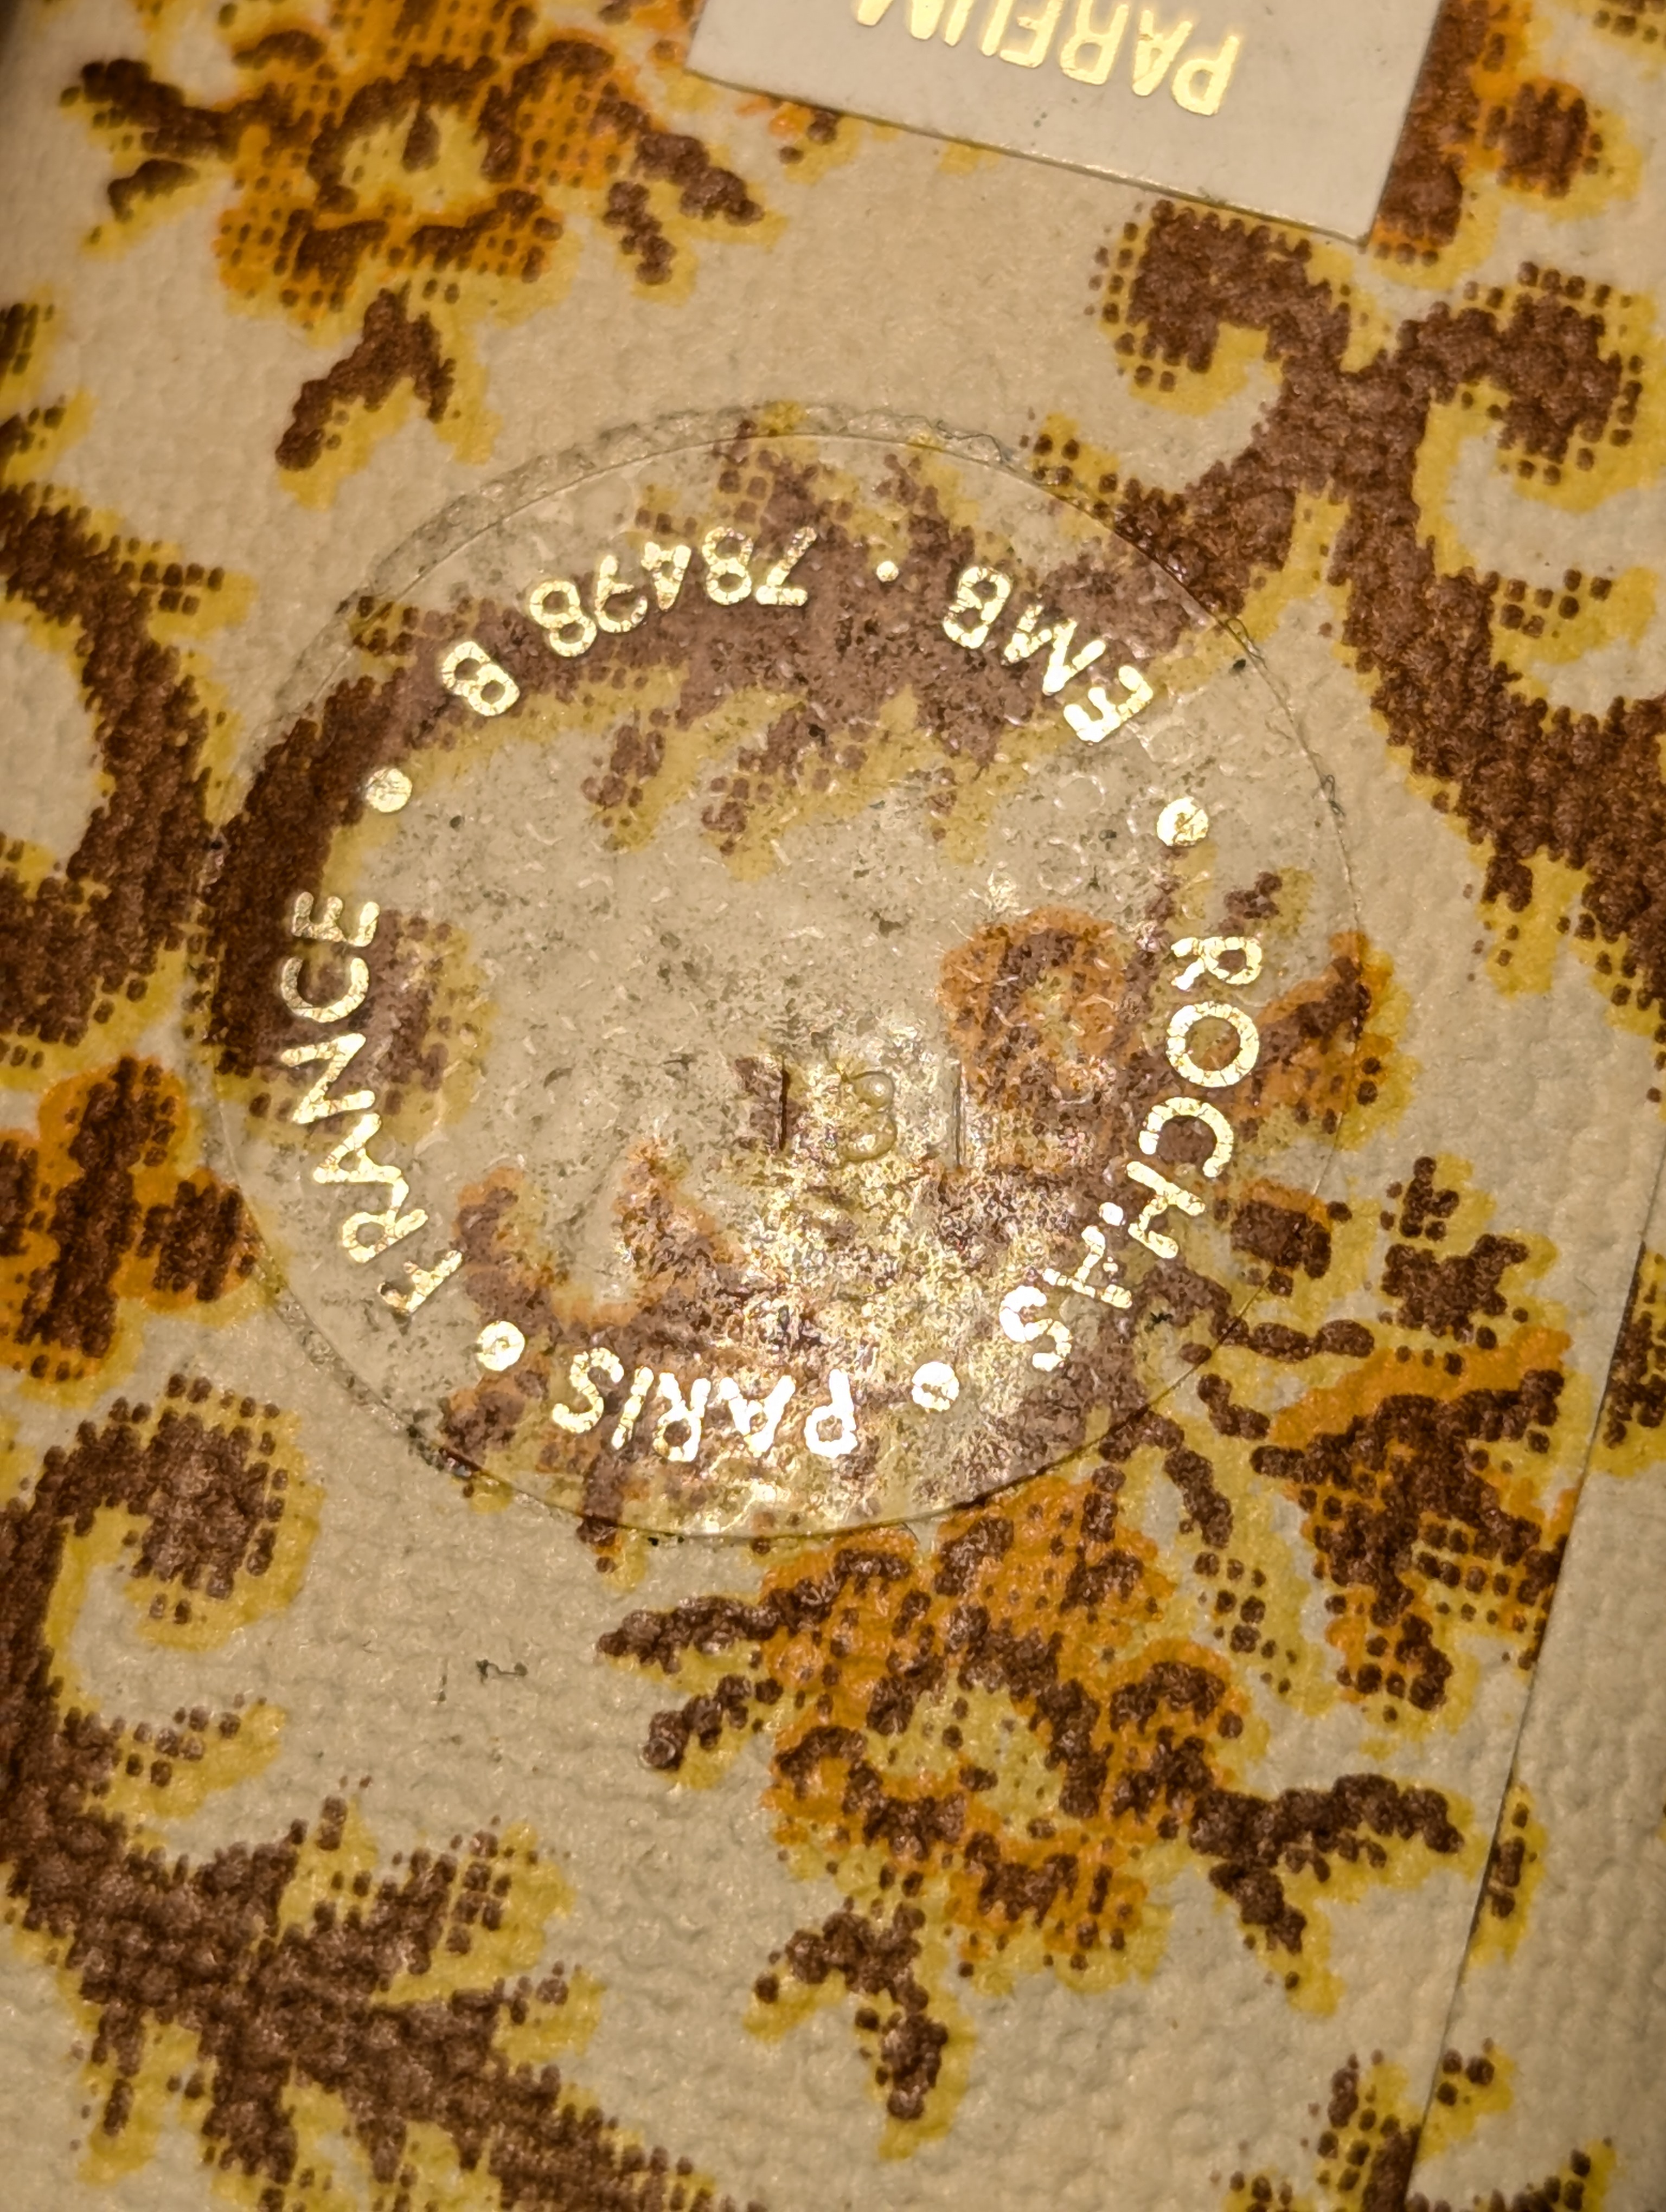 PARFUM
• ROCHAS • PARIS • FRANCE •
EMB. 78498 B